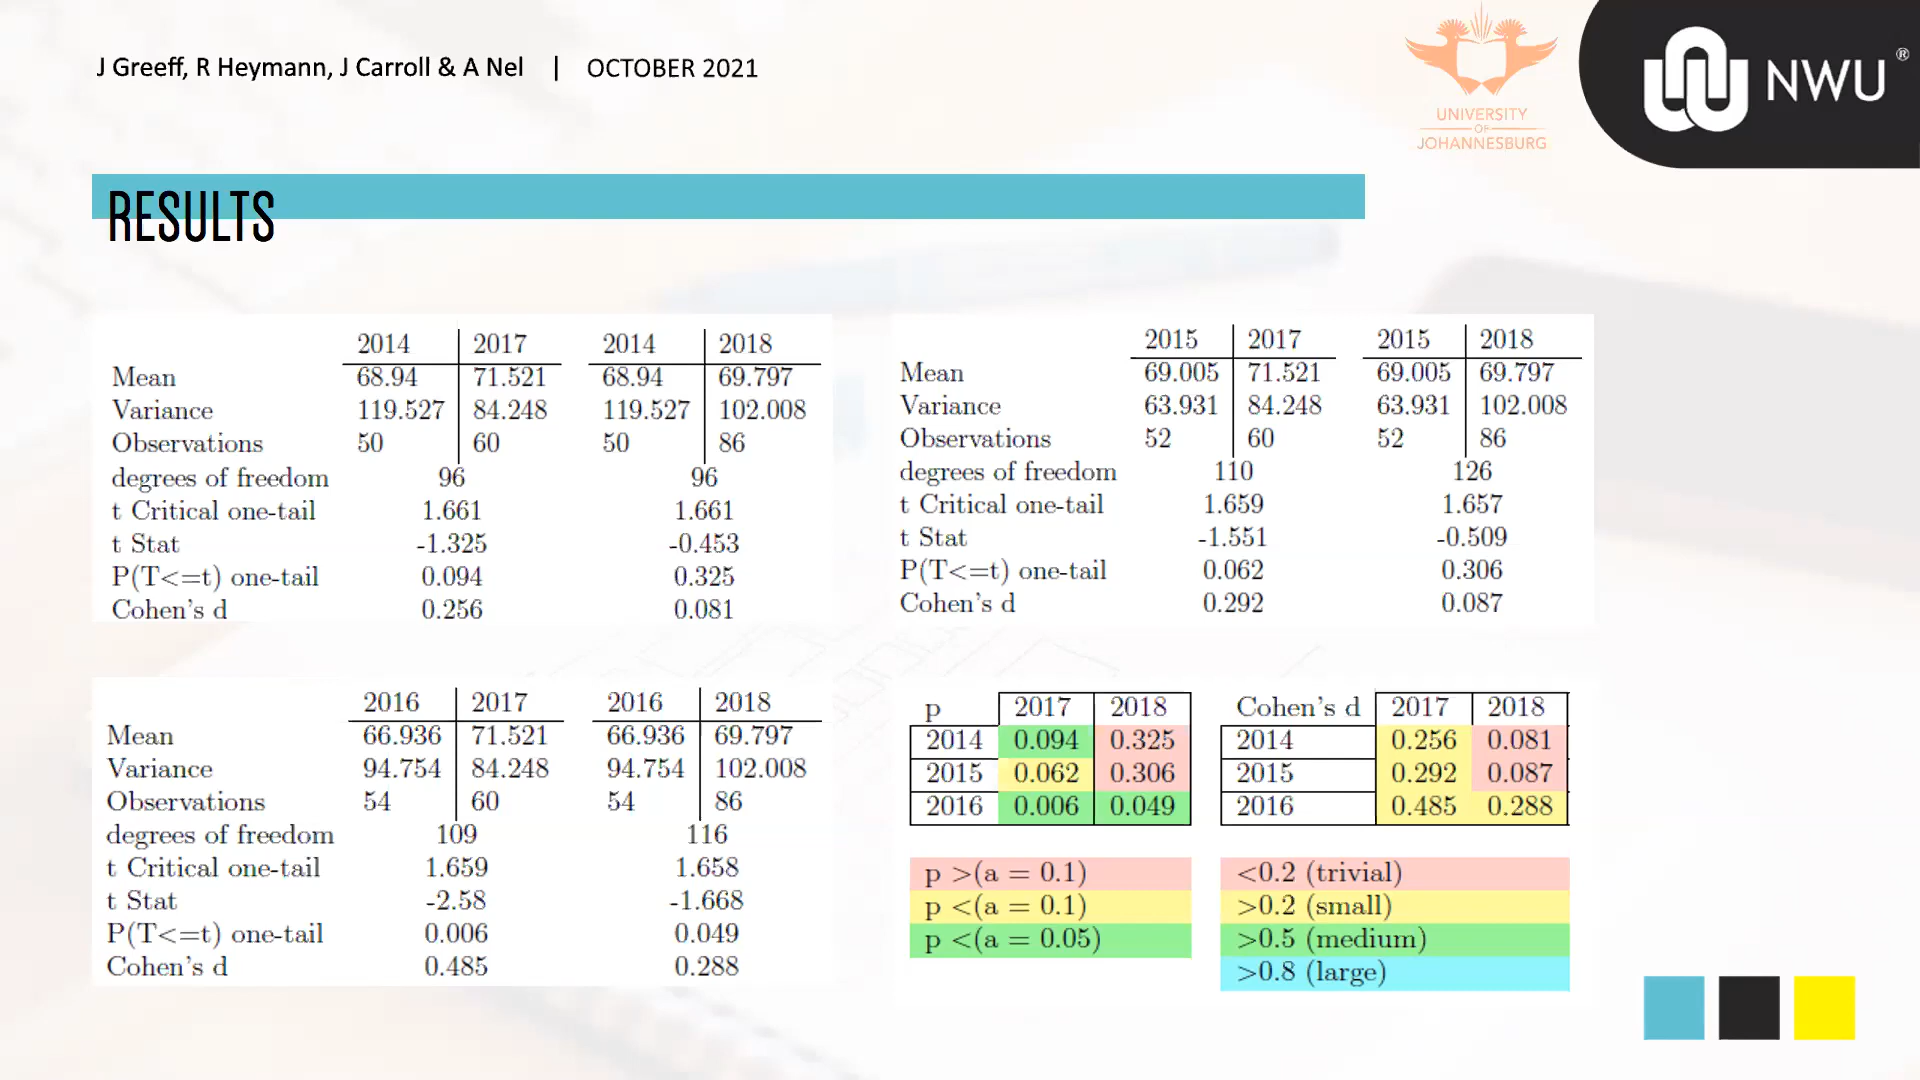 J Greeff, R Heymann, J Carroll & A Nel | OCTOBER 2021
UNIVERSITY
OF
JOHANNESBURG
NWU®
RESULTS
2014 2017 2014 2018
Mean 68.94 71.521 68.94 69.797
Variance 119.527 84.248 119.527 102.008
Observations 50 60 50 86
degrees of freedom 96 96
t Critical one-tail 1.661 1.661
t Stat -1.325 -0.453
P(T<=t) one-tail 0.094 0.325
Cohen's d 0.256 0.081
2015 2017 2015 2018
Mean 69.005 71.521 69.005 69.797
Variance 63.931 84.248 63.931 102.008
Observations 52 60 52 86
degrees of freedom 110 126
t Critical one-tail 1.659 1.657
t Stat -1.551 -0.509
P(T<=t) one-tail 0.062 0.306
Cohen's d 0.292 0.087
2016 2017 2016 2018
Mean 66.936 71.521 66.936 69.797
Variance 94.754 84.248 94.754 102.008
Observations 54 60 54 86
degrees of freedom 109 116
t Critical one-tail 1.659 1.658
t Stat -2.58 -1.668
P(T<=t) one-tail 0.006 0.049
Cohen's d 0.485 0.288
p 2017 2018
2014 0.094 0.325
2015 0.062 0.306
2016 0.006 0.049
p >(a = 0.1)
p <(a = 0.1)
p <(a = 0.05)
Cohen's d 2017 2018
2014 0.256 0.081
2015 0.292 0.087
2016 0.485 0.288
<0.2 (trivial)
>0.2 (small)
>0.5 (medium)
>0.8 (large)